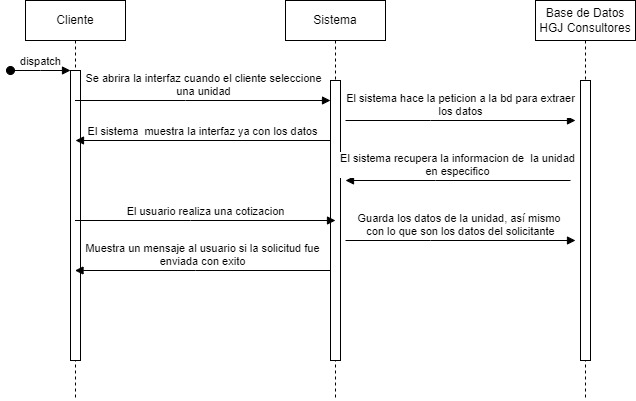 Cliente
Sistema
Base de Datos
HGJ Consultores
dispatch
Se abrira la interfaz cuando el cliente seleccione
una unidad
El sistema hace la peticion a la bd para extraer
los datos
El sistema muestra la interfaz ya con los datos
El sistema recupera la informacion de la unidad
en especifico
El usuario realiza una cotizacion
Guarda los datos de la unidad, así mismo
con lo que son los datos del solicitante
Muestra un mensaje al usuario si la solicitud fue
enviada con exito